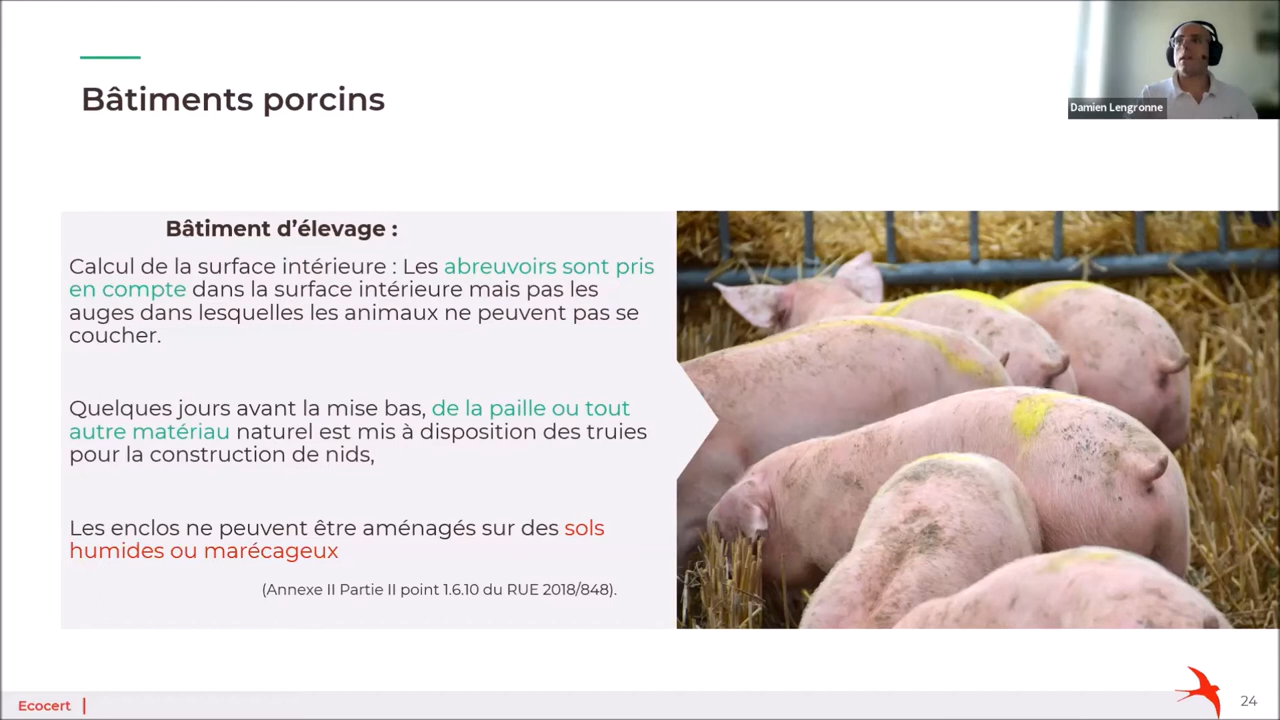 Bâtiments porcins
Damien Lengronne
Bâtiment d’élevage :
Calcul de la surface intérieure : Les abreuvoirs sont pris
en compte dans la surface intérieure mais pas les
auges dans lesquelles les animaux ne peuvent pas se
coucher.
Quelques jours avant la mise bas, de la paille ou tout
autre matériau naturel est mis à disposition des truies
pour la construction de nids,
Les enclos ne peuvent être aménagés sur des sols
humides ou marécageux
(Annexe II Partie II point 1.6.10 du RUE 2018/848).
Ecocert |
24